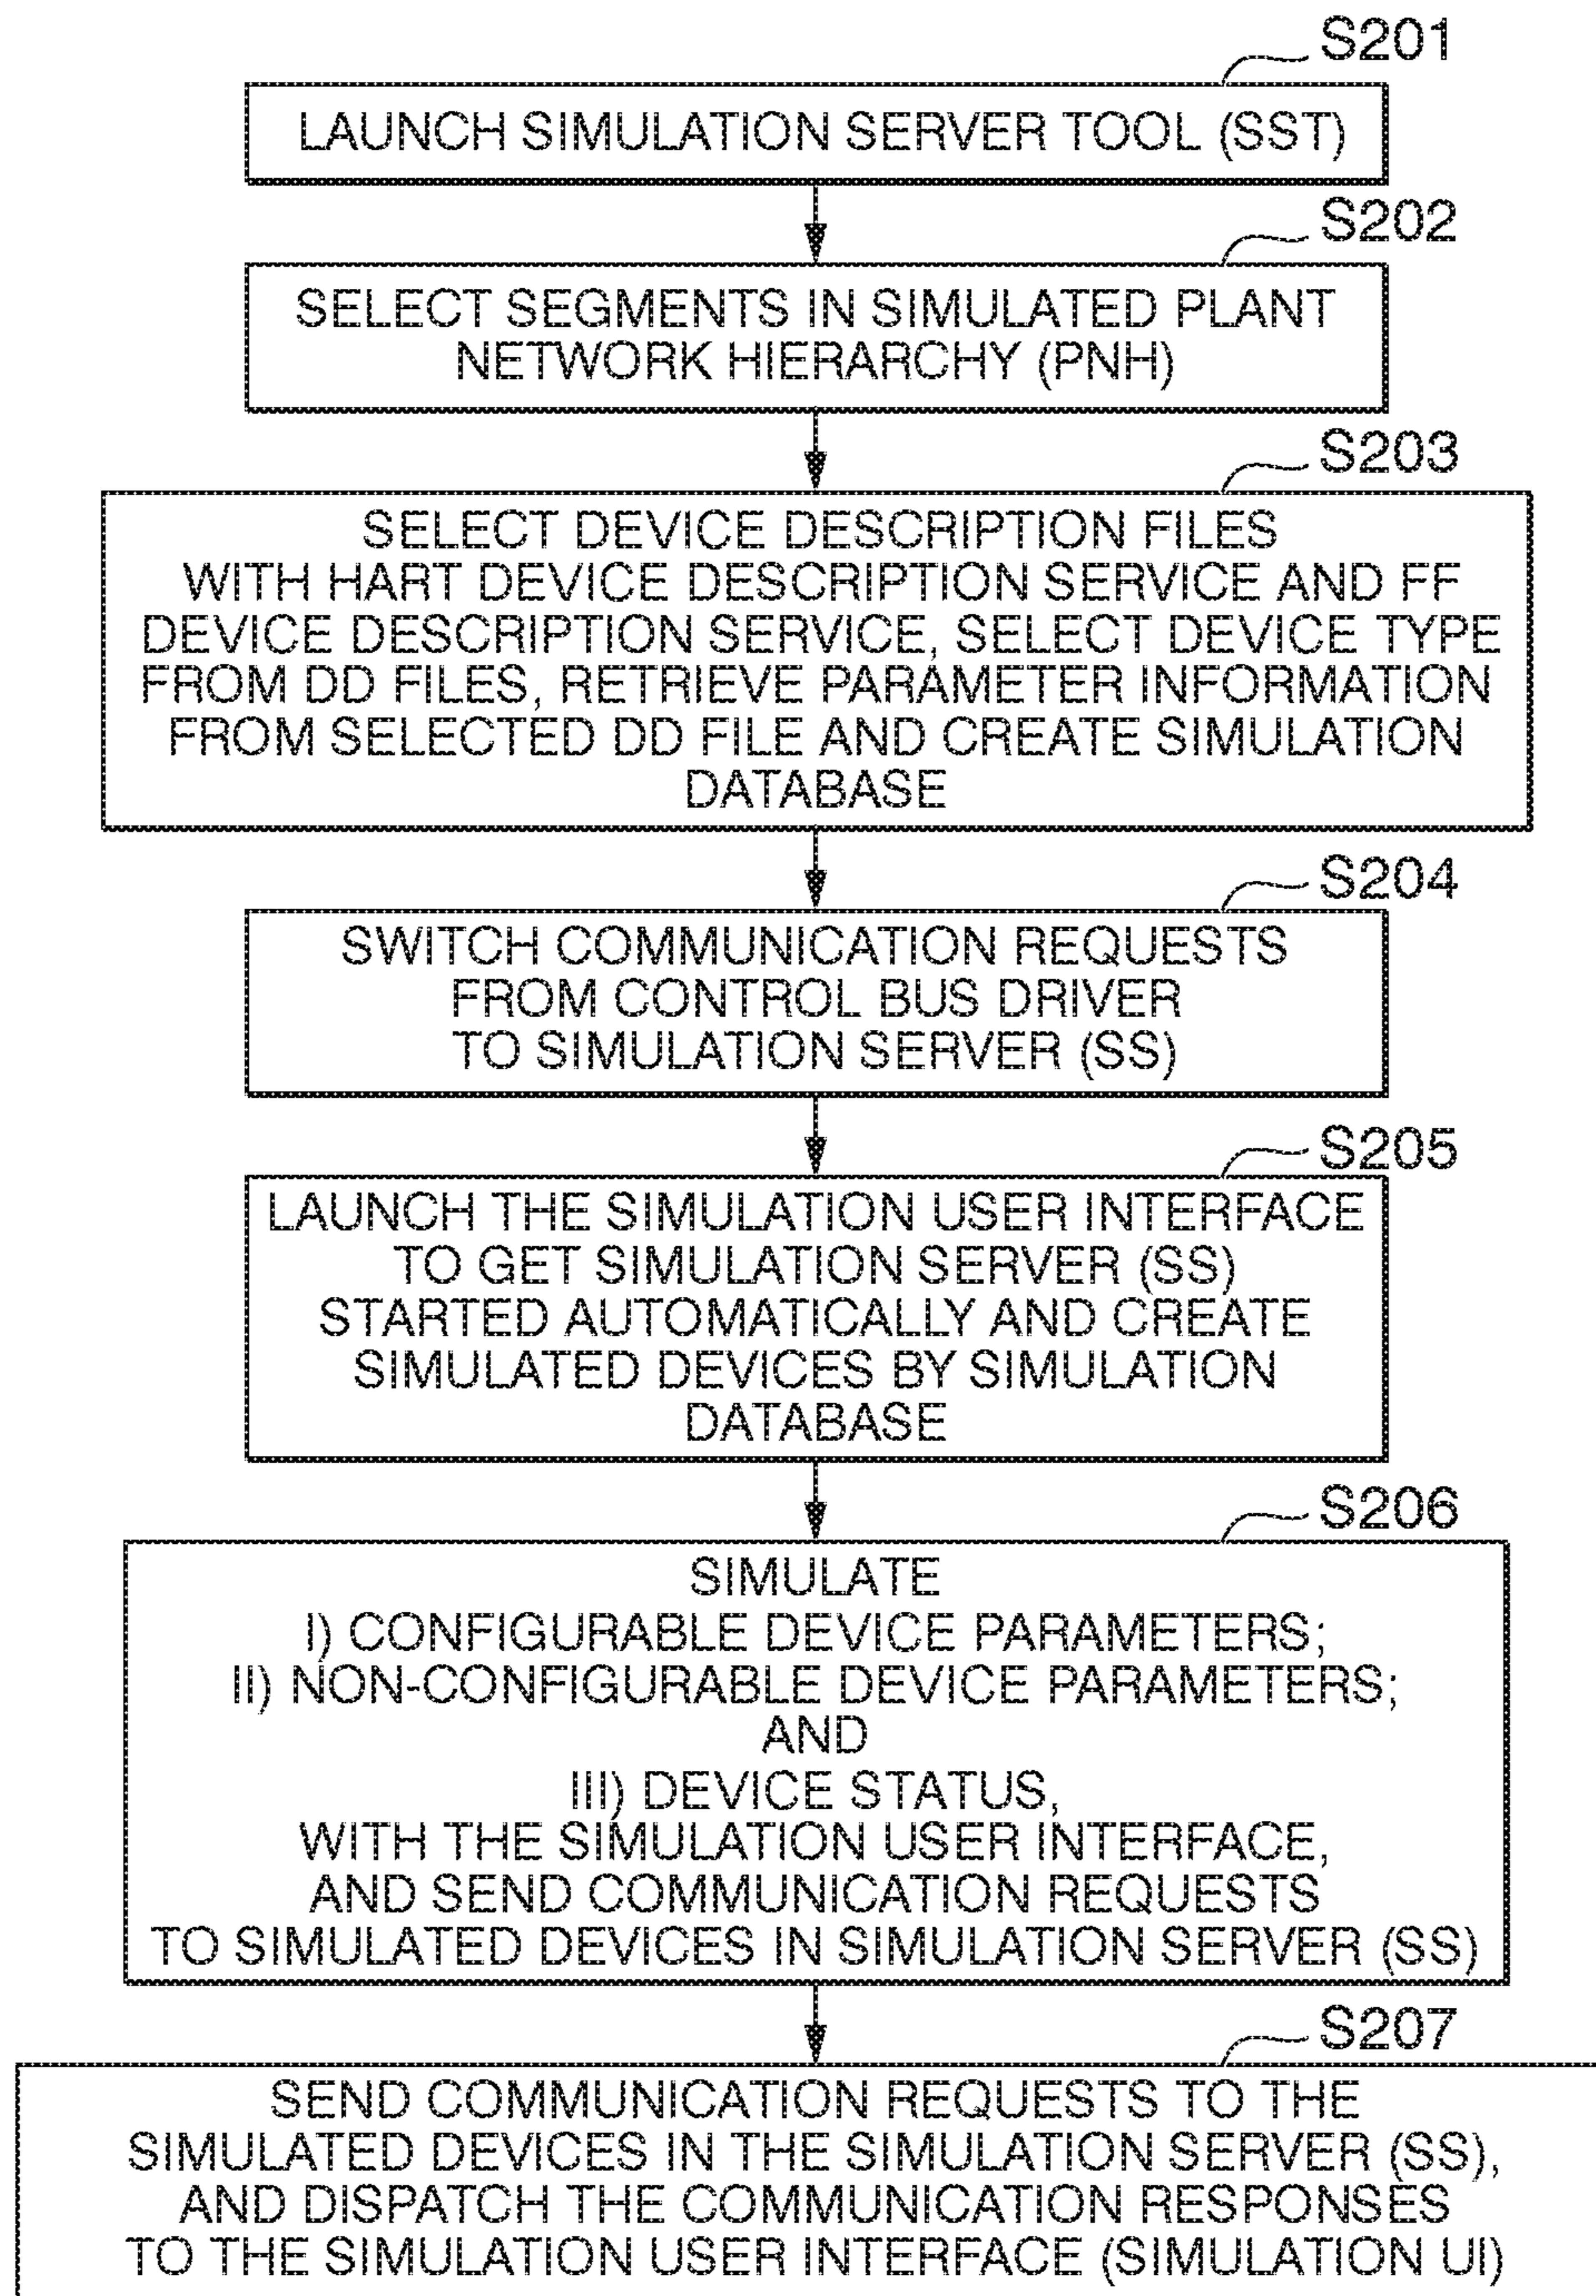 S201
LAUNCH SIMULATION SERVER TOOL (SST)
S202
SELECT SEGMENTS IN SIMULATED PLANT
NETWORK HIERARCHY (PNH)
S203
SELECT DEVICE DESCRIPTION FILES
WITH HART DEVICE DESCRIPTION SERVICE AND FF
DEVICE DESCRIPTION SERVICE, SELECT DEVICE TYPE
FROM DD FILES, RETRIEVE PARAMETER INFORMATION
FROM SELECTED DD FILE AND CREATE SIMULATION
DATABASE
S204
SWITCH COMMUNICATION REQUESTS
FROM CONTROL BUS DRIVER
TO SIMULATION SERVER (SS)
S205
LAUNCH THE SIMULATION USER INTERFACE
TO GET SIMULATION SERVER (SS)
STARTED AUTOMATICALLY AND CREATE
SIMULATED DEVICES BY SIMULATION
DATABASE
S206
SIMULATE
I) CONFIGURABLE DEVICE PARAMETERS;
II) NON-CONFIGURABLE DEVICE PARAMETERS;
AND
III) DEVICE STATUS,
WITH THE SIMULATION USER INTERFACE,
AND SEND COMMUNICATION REQUESTS
TO SIMULATED DEVICES IN SIMULATION SERVER (SS)
S207
SEND COMMUNICATION REQUESTS TO THE
SIMULATED DEVICES IN THE SIMULATION SERVER (SS),
AND DISPATCH THE COMMUNICATION RESPONSES
TO THE SIMULATION USER INTERFACE (SIMULATION UI)